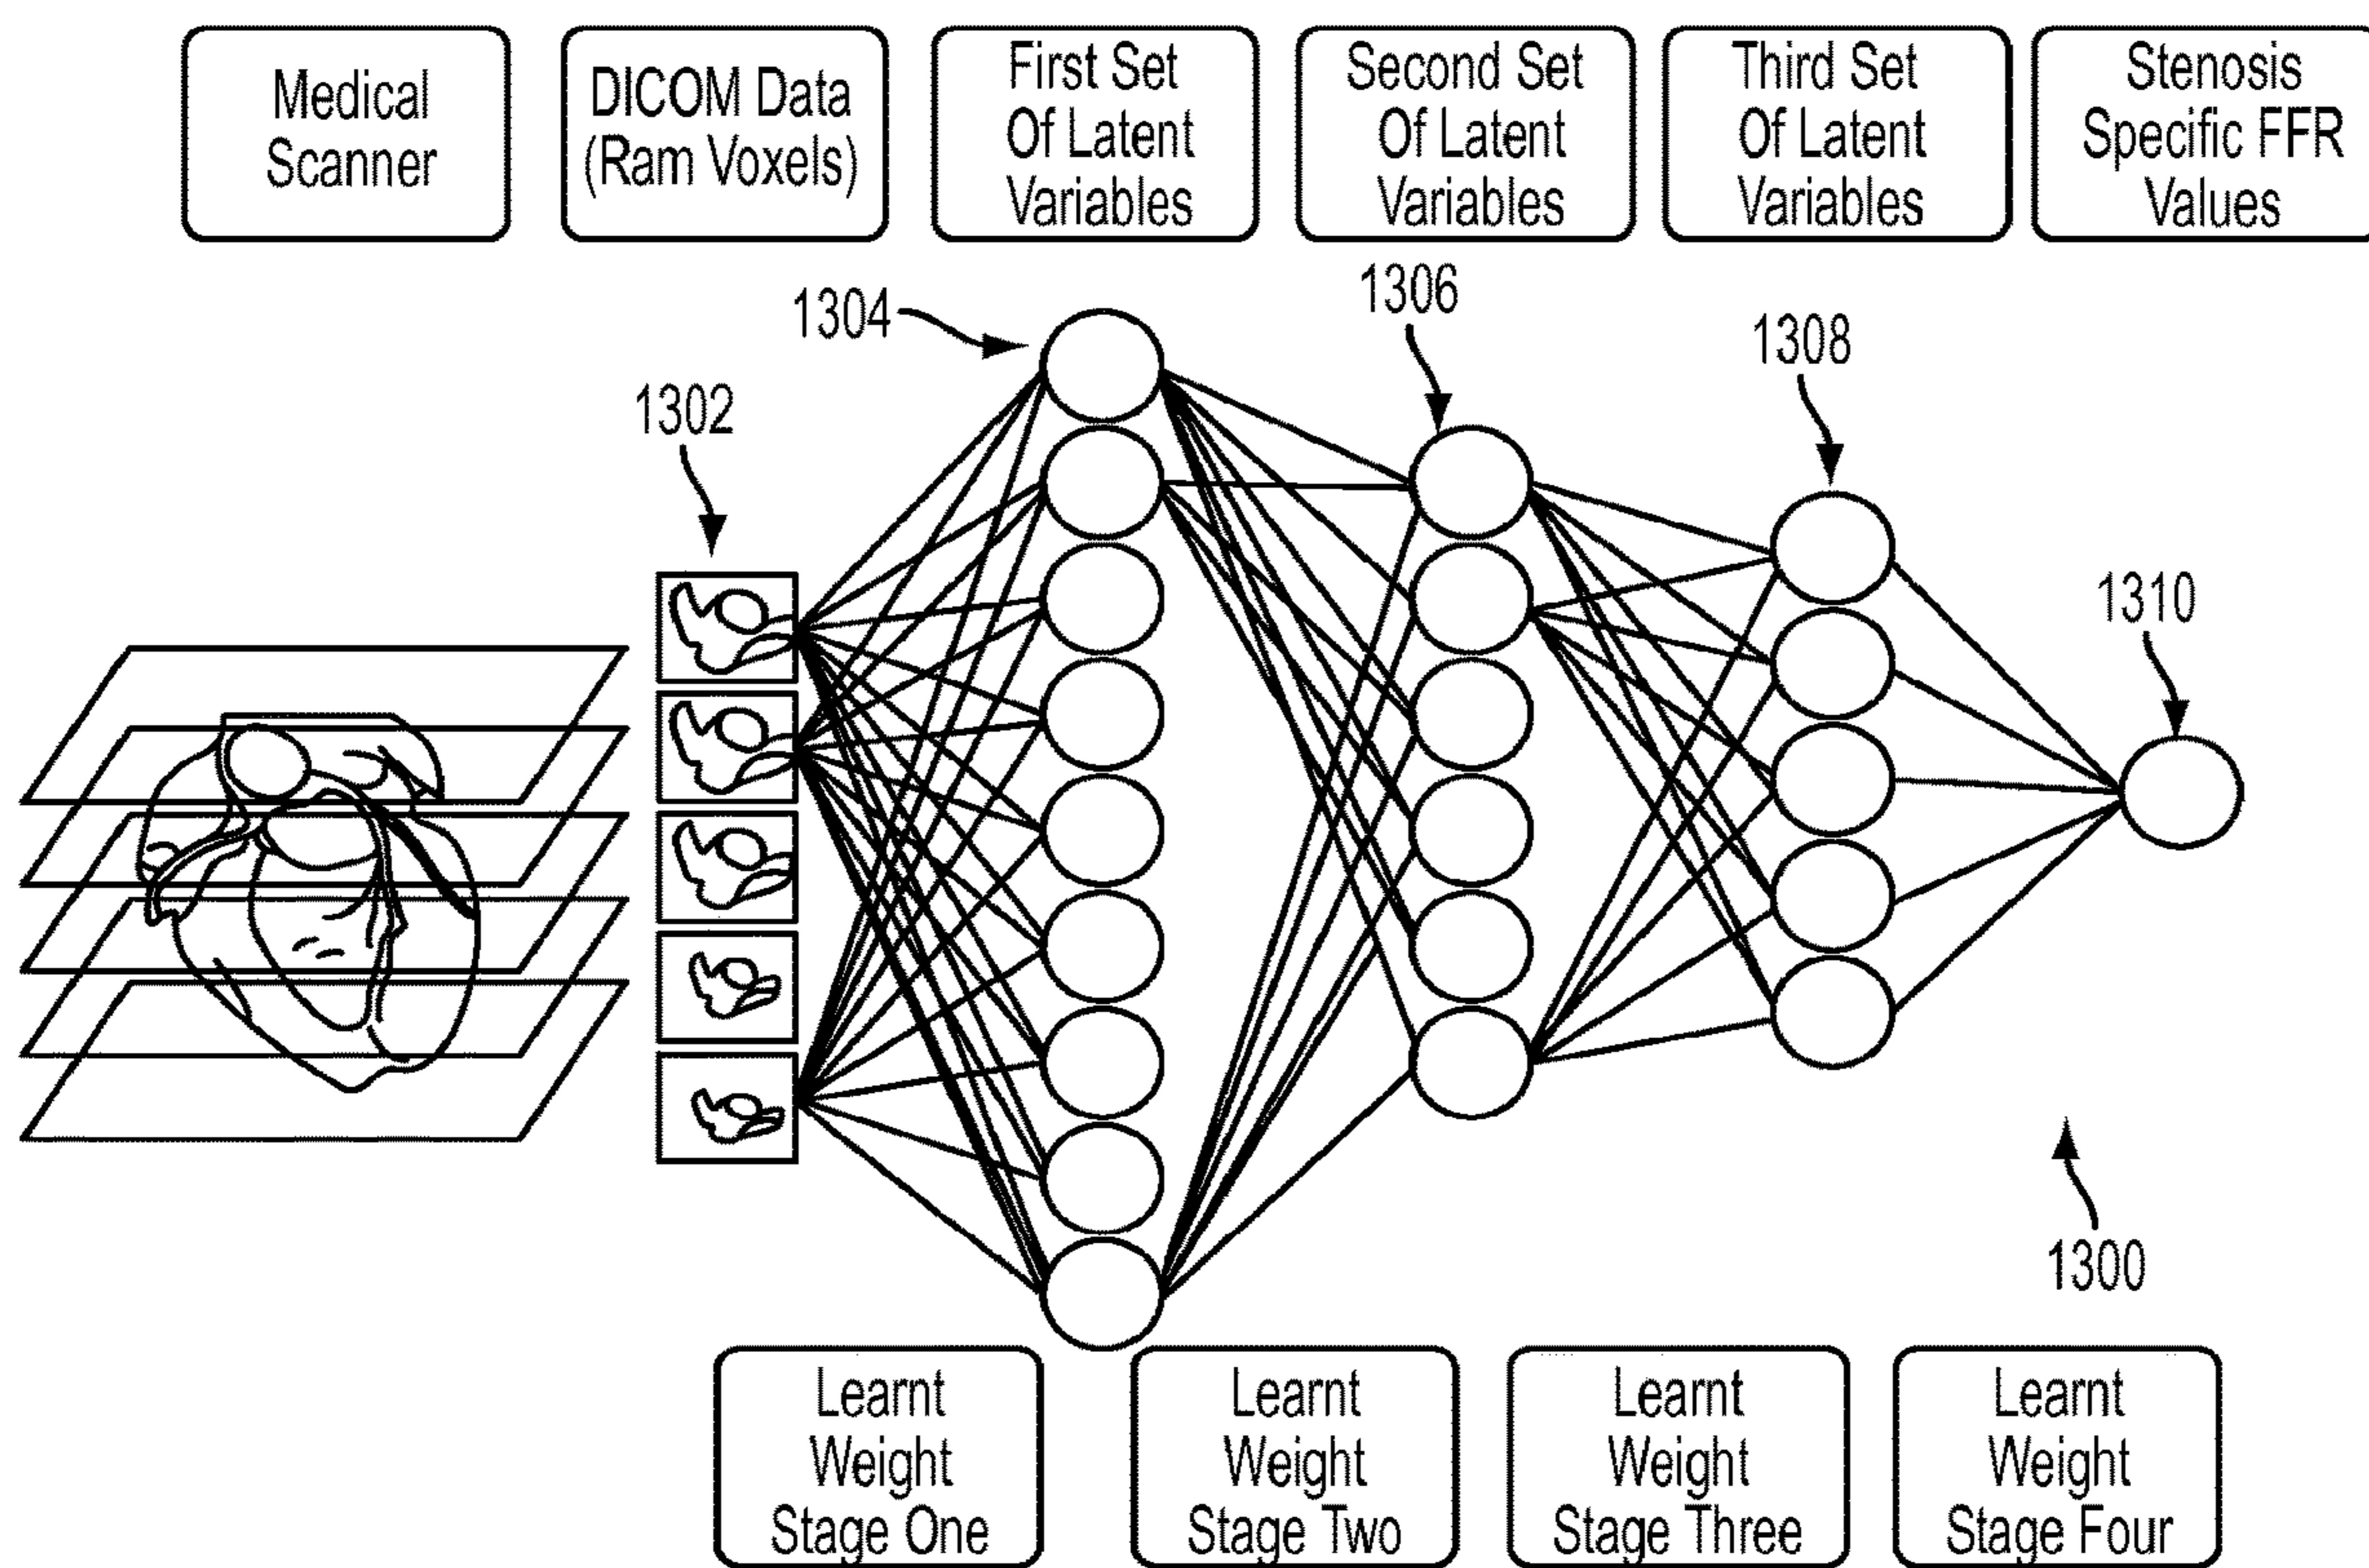 Medical
Scanner
DICOM Data
(Ram Voxels)
First Set
Of Latent
Variables
Second Set
Of Latent
Variables
Third Set
Of Latent
Variables
Stenosis
Specific FFR
Values
1302
1304
1306
1308
1310
1300
Learnt
Weight
Stage One
Learnt
Weight
Stage Two
Learnt
Weight
Stage Three
Learnt
Weight
Stage Four